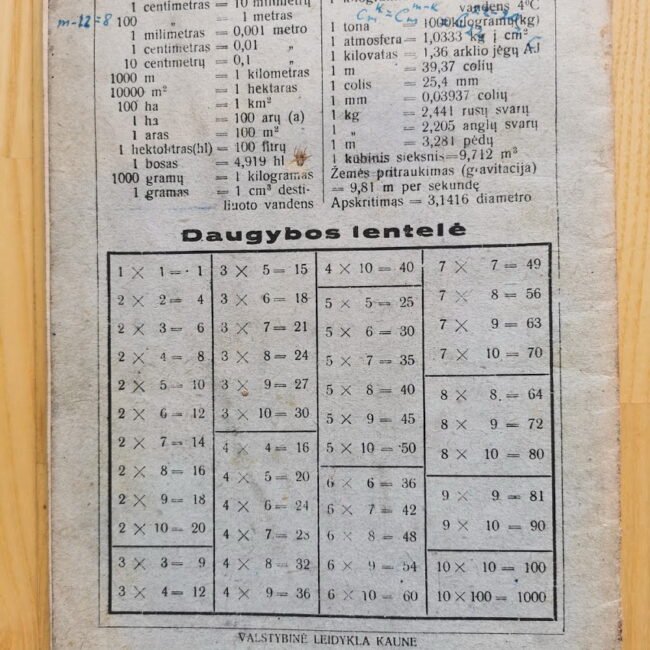 1 centimetras = 10 milimetrų
100 „ = 1 metras
1 milimetras = 0,001 metro
1 centimetras = 0,01 „
10 centimetrų = 0,1 „
1000 m = 1 kilometras
10000 m² = 1 hektaras
100 ha = 1 km²
1 ha = 100 arų (a)
1 aras = 100 m²
1 hektolitras(hl) = 100 litrų
1 bosas = 4,919 hl
1000 gramų = 1 kilogramas
1 gramas = 1 cm³ desti-
liuoto vandens
m-12=8
vandens 4°C
1 tona = 1000kilogramų(kg)
1 atmosfera = 1,0333 kg į cm²
1 kilovatas = 1,36 arklio jėgų AJ
1 m = 39,37 colių
1 colis = 25,4 mm
1 mm = 0,03937 colių
1 kg = 2,441 rusų svarų
1 „ = 2,205 anglų svarų
1 m = 3,281 pėdų
1 kubinis sieksnis=9,712 m³
Žemės pritraukimas (gravitacija)
= 9,81 m per sekundę
Apskritimas = 3,1416 diametro
Daugybos lentelė
1 × 1 = 1
2 × 2 = 4
2 × 3 = 6
2 × 4 = 8
2 × 5 = 10
2 × 6 = 12
2 × 7 = 14
2 × 8 = 16
2 × 9 = 18
2 × 10 = 20
3 × 3 = 9
3 × 4 = 12
3 × 5 = 15
3 × 6 = 18
3 × 7 = 21
3 × 8 = 24
3 × 9 = 27
3 × 10 = 30
4 × 4 = 16
4 × 5 = 20
4 × 6 = 24
4 × 7 = 28
4 × 8 = 32
4 × 9 = 36
4 × 10 = 40
5 × 5 = 25
5 × 6 = 30
5 × 7 = 35
5 × 8 = 40
5 × 9 = 45
5 × 10 = 50
6 × 6 = 36
6 × 7 = 42
6 × 8 = 48
6 × 9 = 54
6 × 10 = 60
7 × 7 = 49
7 × 8 = 56
7 × 9 = 63
7 × 10 = 70
8 × 8 = 64
8 × 9 = 72
8 × 10 = 80
9 × 9 = 81
9 × 10 = 90
10 × 10 = 100
10 × 100 = 1000
VALSTYBINĖ LEIDYKLA KAUNE